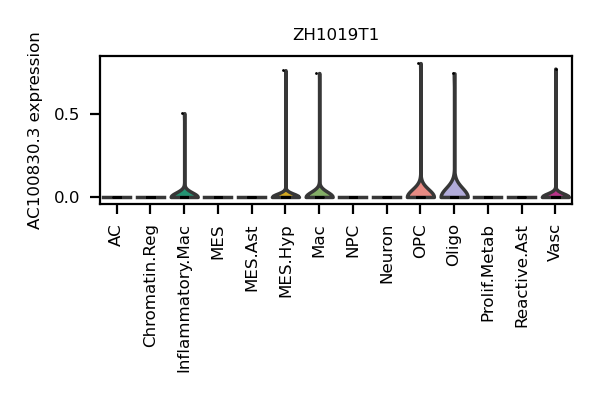 ZH1019T1
AC100830.3 expression
0.5
0.0
AC
Chromatin.Reg
Inflammatory.Mac
MES
MES.Ast
MES.Hyp
Mac
NPC
Neuron
OPC
Oligo
Prolif.Metab
Reactive.Ast
Vasc